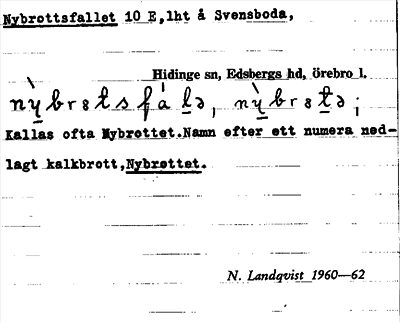 Nybrottsfallet 10 E,lht å Svensboda,
Hidinge sn, Edsbergs hd, örebro l.
Kallas ofta Nybrottet.Namn efter ett numera ned-
lagt kalkbrott,Nybrottet.
N. Landqvist 1960—62